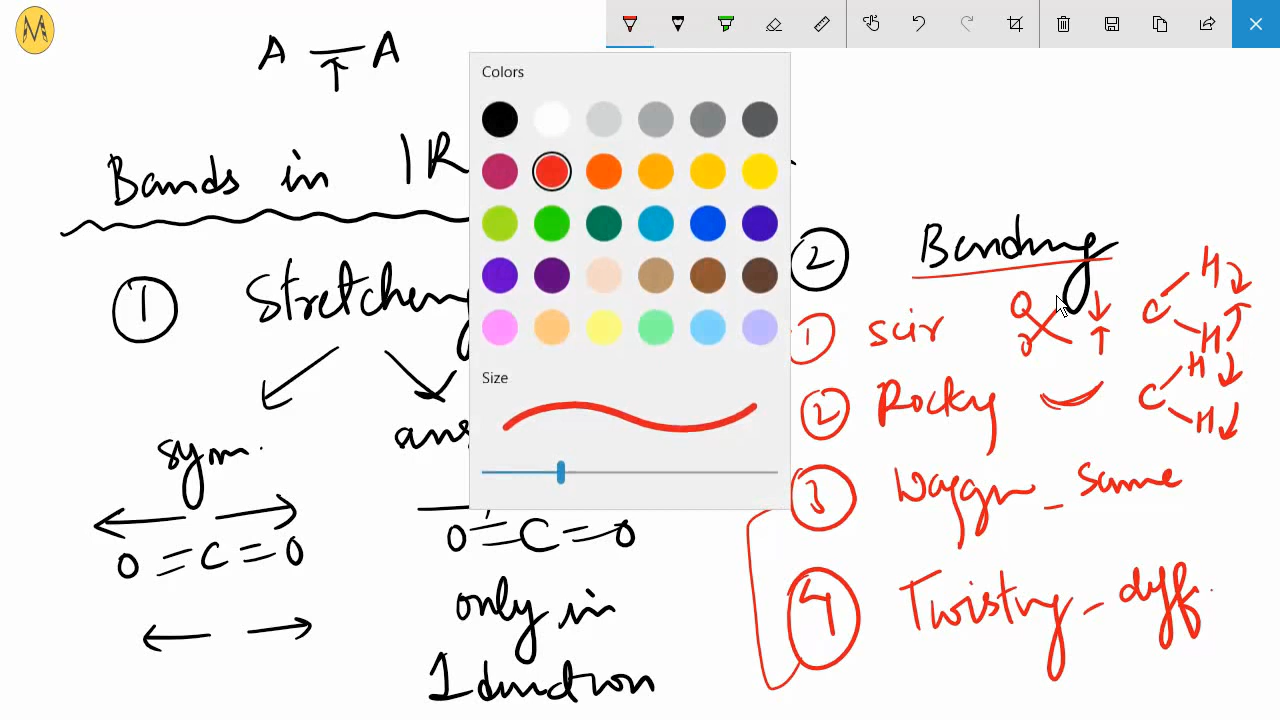 M
A — A
Colors
Bands in IR
② Bending
① Stretching
H
C
H
① scir
sym.
② Rocky
H
C
H
Size
O = C = O
O = C = O
③ Waggn - same
only in
④ Twisting - diff.
1 direction